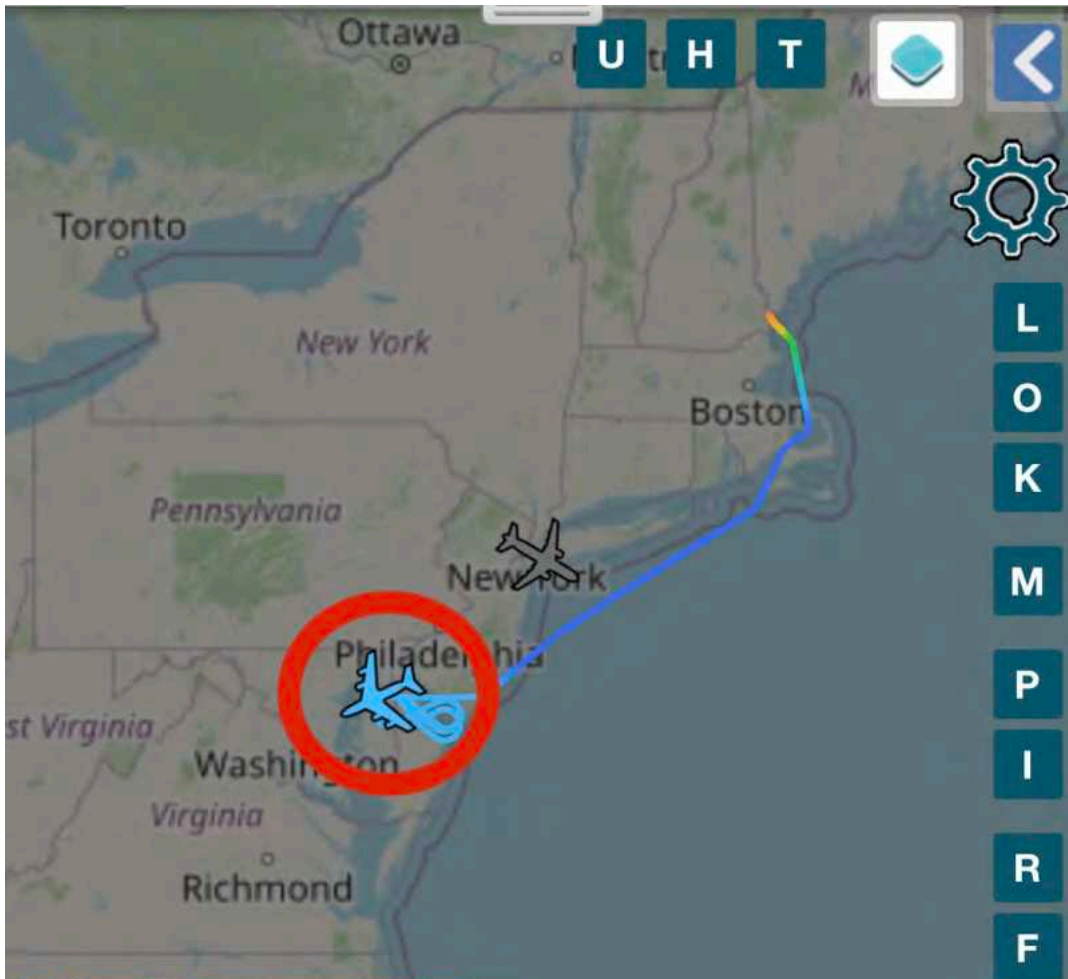 Ottawa
U H T
Toronto
L
New York
O
Boston
K
Pennsylvania
New York
M
Philadelphia
P
st Virginia
Washington
I
Virginia
R
Richmond
F